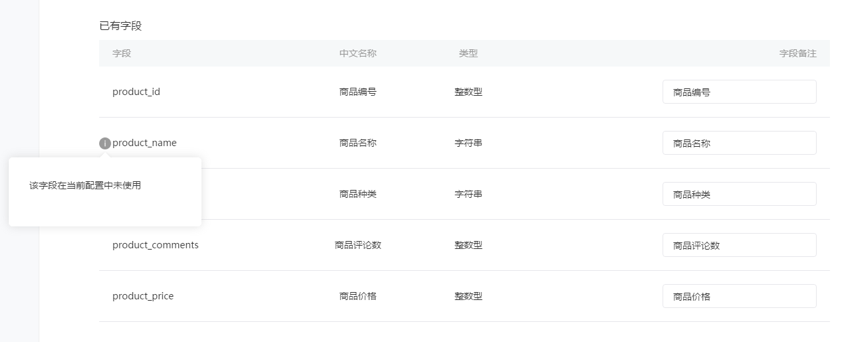 已有字段
字段 中文名称 类型 字段备注
product_id 商品编号 整数型 商品编号
product_name 商品名称 字符串 商品名称
该字段在当前配置中未使用
商品种类 字符串 商品种类
product_comments 商品评论数 整数型 商品评论数
product_price 商品价格 整数型 商品价格